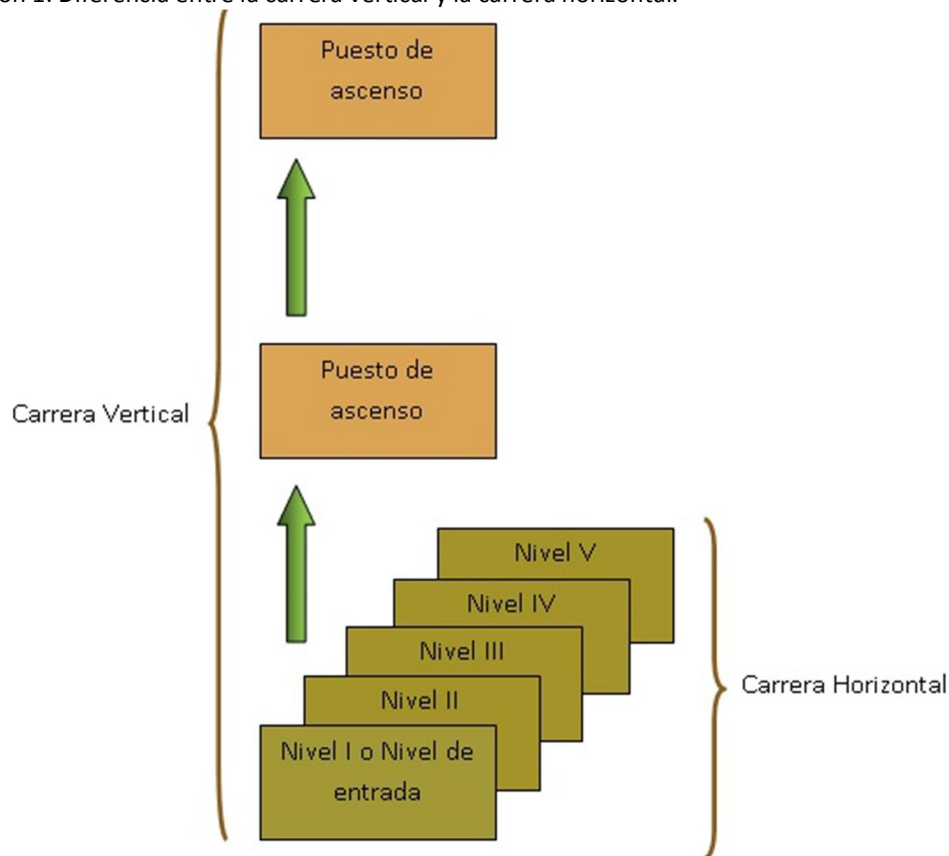 1. Diferencia entre la carrera vertical y la carrera horizontal.
Puesto de
ascenso
Puesto de
ascenso
Carrera Vertical
Nivel V
Nivel IV
Nivel III
Nivel II
Nivel I o Nivel de
entrada
Carrera Horizontal